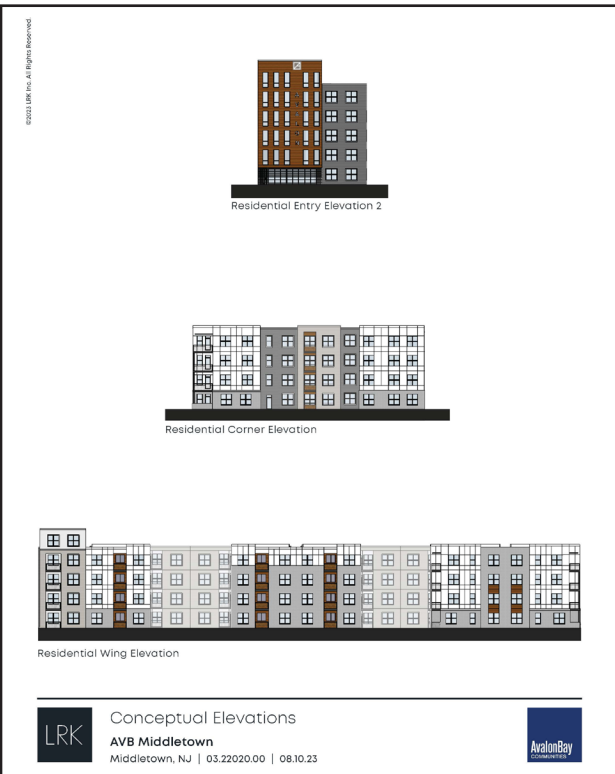 ©2023 LRK Inc. All Rights Reserved.
Residential Entry Elevation 2
Residential Corner Elevation
Residential Wing Elevation
LRK
Conceptual Elevations
AVB Middletown
Middletown, NJ | 03.22020.00 | 08.10.23
AvalonBay
COMMUNITIES